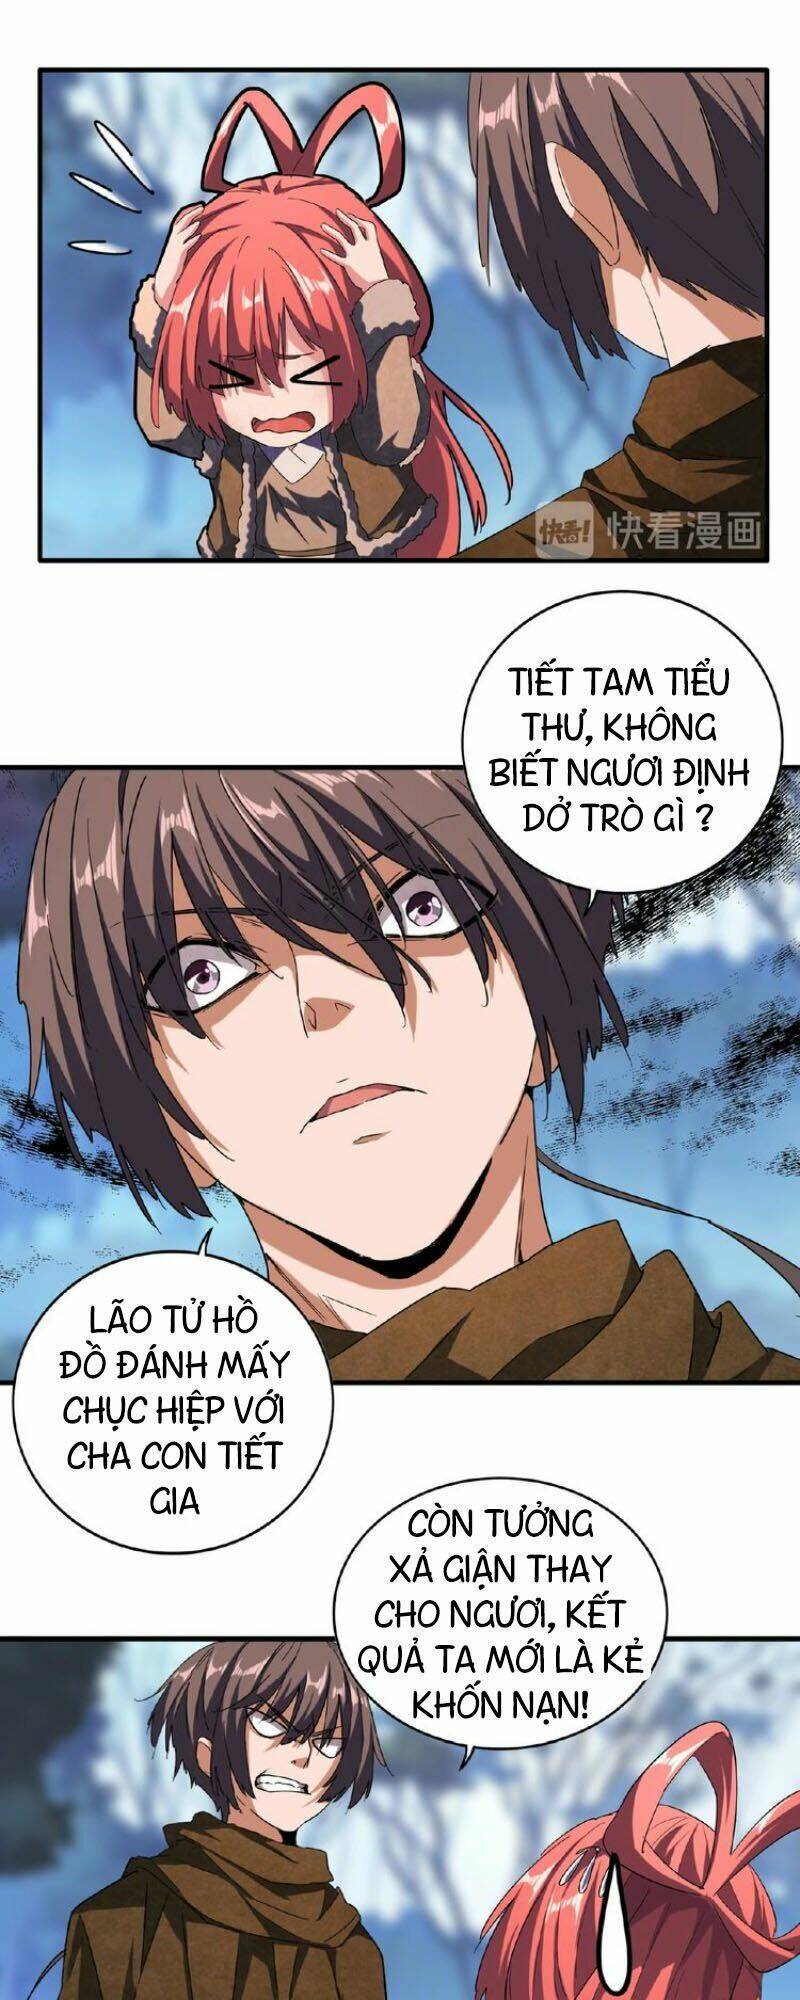 快看! 快看漫画
TIẾT TAM TIỂU
THƯ, KHÔNG
BIẾT NGƯƠI ĐỊNH
DỞ TRÒ GÌ ?
LÃO TỬ HỒ
ĐỒ ĐÁNH MẤY
CHỤC HIỆP VỚI
CHA CON TIẾT
GIA
CÒN TƯỞNG
XẢ GIẬN THAY
CHO NGƯƠI, KẾT
QUẢ TA MỚI LÀ KẺ
KHỐN NẠN!